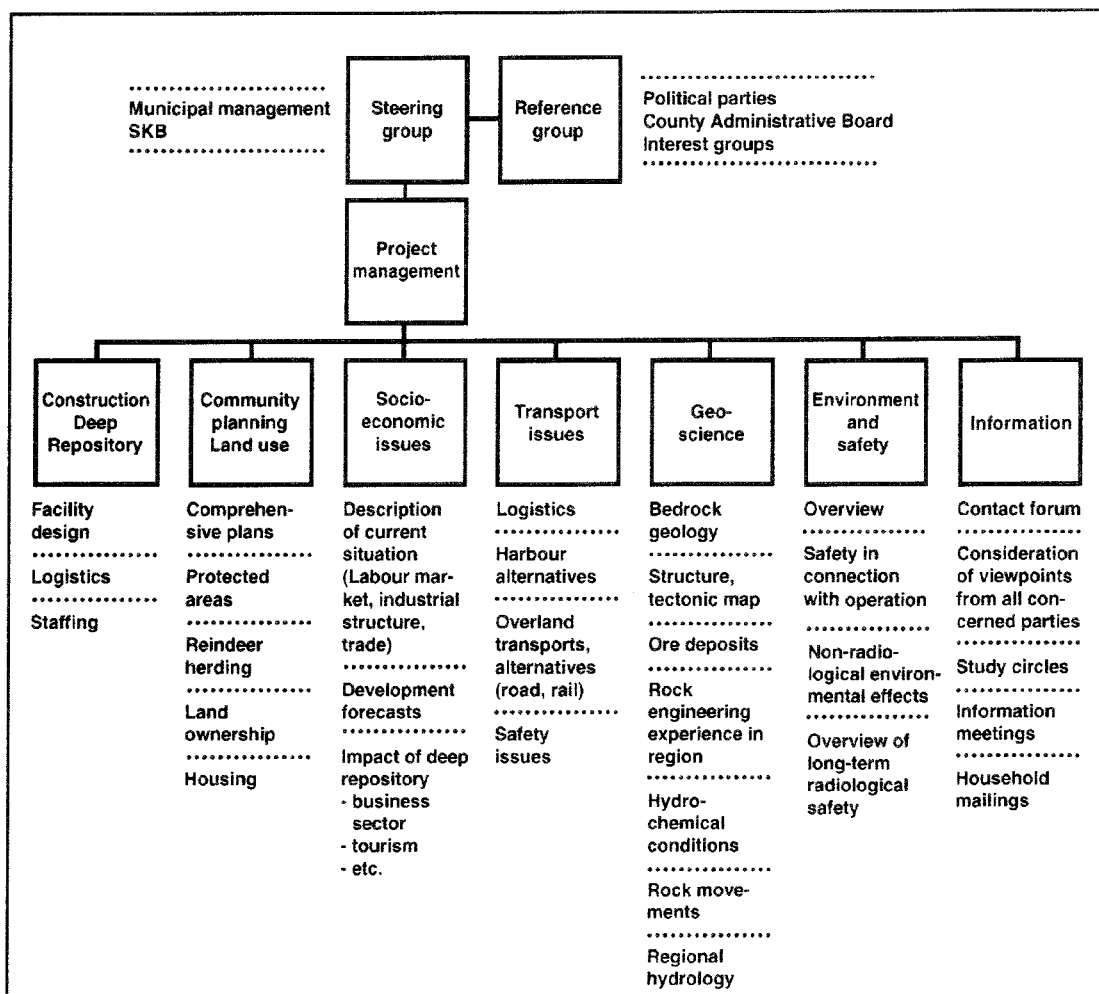 Municipal management
SKB
Steering
group
Reference
group
Political parties
County Administrative Board
Interest groups
Project
management
Construction
Deep
Repository
Community
planning
Land use
Socio-
economic
issues
Transport
issues
Geo-
science
Environment
and
safety
Information
Facility
design
Logistics
Staffing
Comprehen-
sive plans
Protected
areas
Reindeer
herding
Land
ownership
Housing
Description
of current
situation
(Labour mar-
ket, industrial
structure,
trade)
Development
forecasts
Impact of deep
repository
- business
sector
- tourism
- etc.
Logistics
Harbour
alternatives
Overland
transports,
alternatives
(road, rail)
Safety
issues
Bedrock
geology
Structure,
tectonic map
Ore deposits
Rock
engineering
experience in
region
Hydro-
chemical
conditions
Rock move-
ments
Regional
hydrology
Overview
Safety in
connection
with operation
Non-radio-
logical environ-
mental effects
Overview of
long-term
radiological
safety
Contact forum
Consideration
of viewpoints
from all con-
cerned parties
Study circles
Information
meetings
Household
mailings